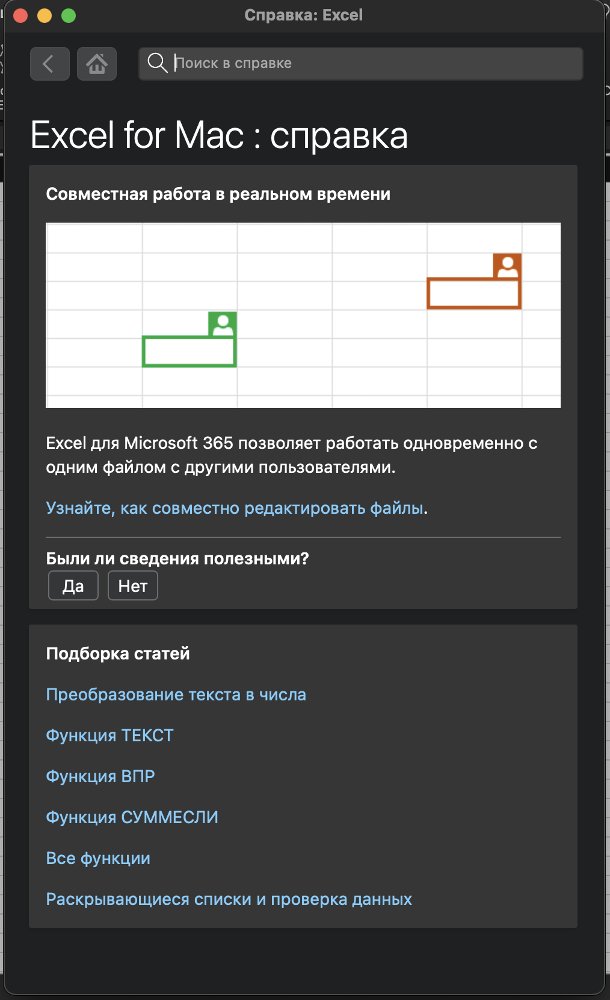 Справка: Excel
Поиск в справке
Excel for Mac : справка
Совместная работа в реальном времени
Excel для Microsoft 365 позволяет работать одновременно с
одним файлом с другими пользователями.
Узнайте, как совместно редактировать файлы.
Были ли сведения полезными?
Да Нет
Подборка статей
Преобразование текста в числа
Функция ТЕКСТ
Функция ВПР
Функция СУММЕСЛИ
Все функции
Раскрывающиеся списки и проверка данных